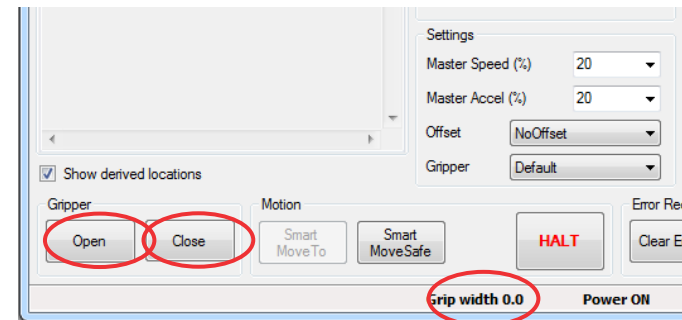 Settings
Master Speed (%) 20
Master Accel (%) 20
Offset NoOffset
Gripper Default
Show derived locations
Gripper
Open Close
Motion
Smart MoveTo
Smart MoveSafe
HALT
Error Re
Clear E
Grip width 0.0 Power ON